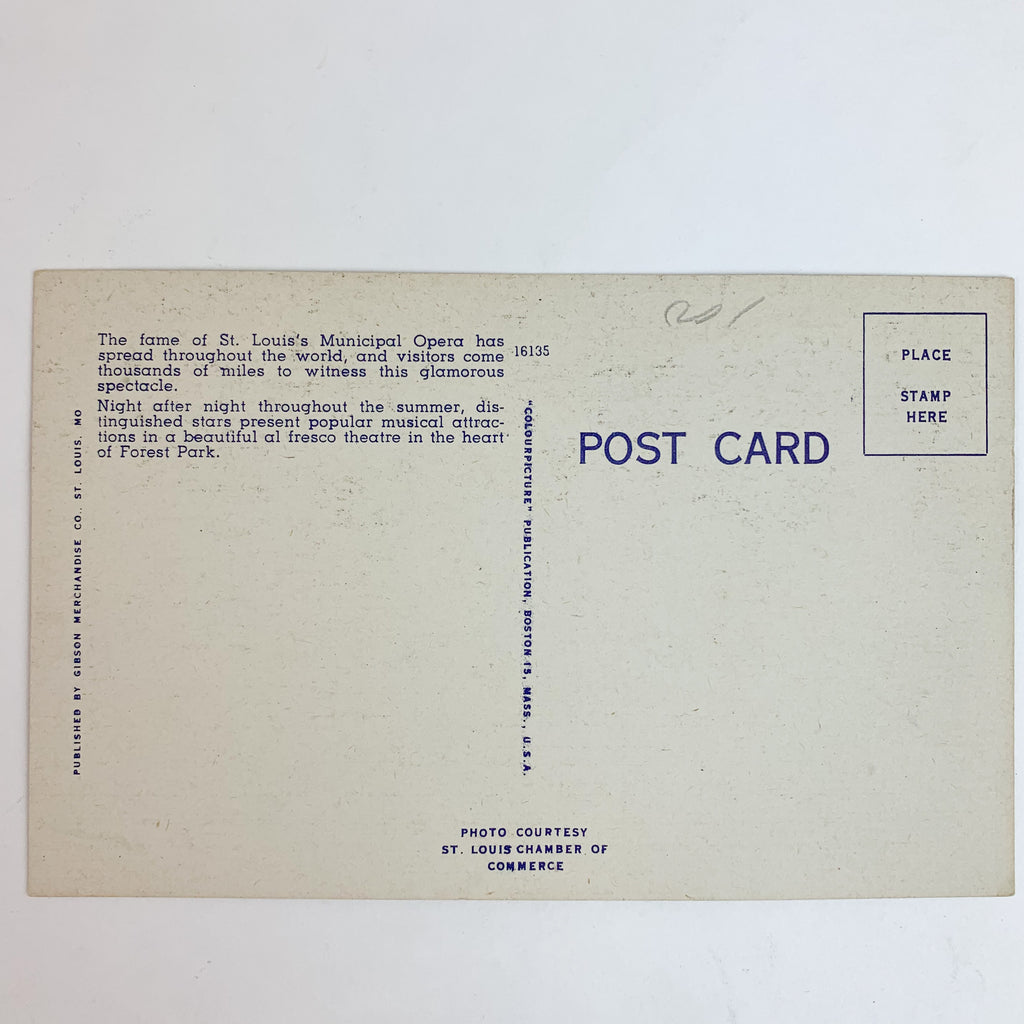 The fame of St. Louis's Municipal Opera has
spread throughout the world, and visitors come
thousands of miles to witness this glamorous
spectacle.
Night after night throughout the summer, dis-
tinguished stars present popular musical attrac-
tions in a beautiful al fresco theatre in the heart
of Forest Park.
PUBLISHED BY GIBSON MERCHANDISE CO., ST. LOUIS, MO
16135
"COLOURPICTURE" PUBLICATION, BOSTON 15, MASS., U.S.A.
POST CARD
PLACE
STAMP
HERE
PHOTO COURTESY
ST. LOUIS CHAMBER OF
COMMERCE